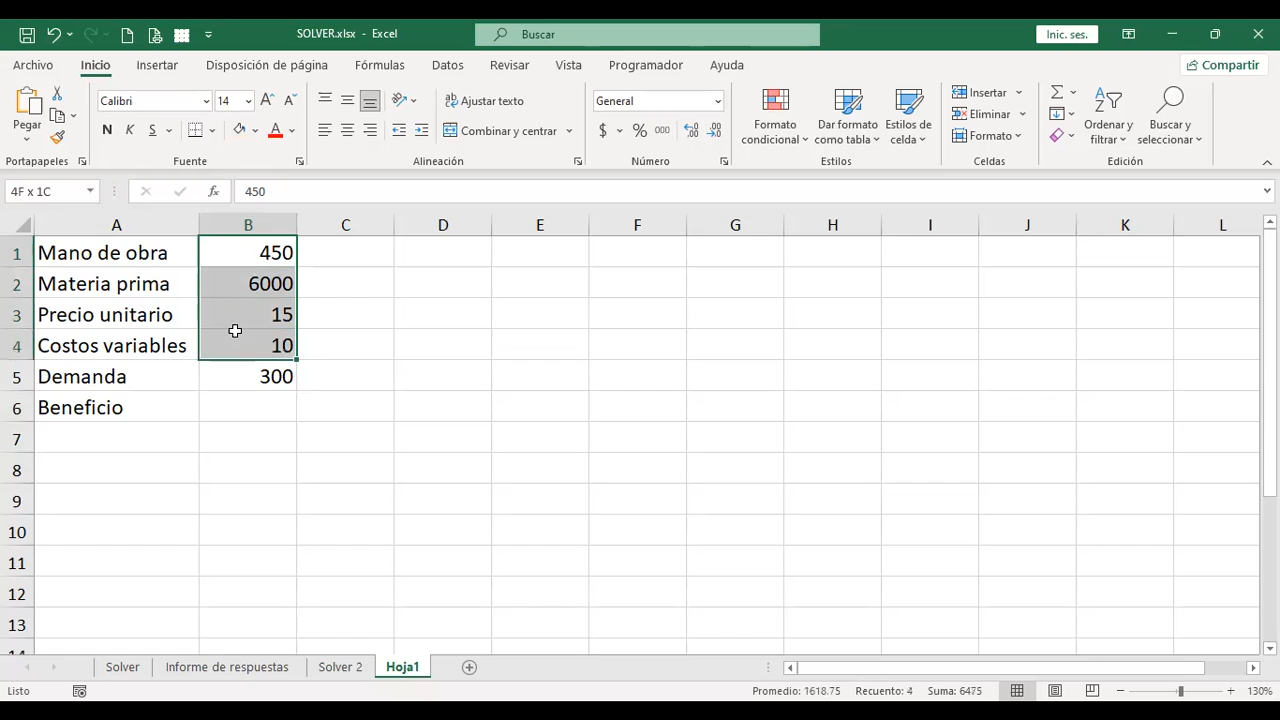 SOLVER.xlsx - Excel
Buscar
Inic. ses.
Archivo Inicio Insertar Disposición de página Fórmulas Datos Revisar Vista Programador Ayuda
Compartir
Pegar
Portapapeles
Calibri 14
N K S
Fuente
Ajustar texto
Combinar y centrar
Alineación
General
$ % 000
Número
Formato condicional
Dar formato como tabla
Estilos de celda
Estilos
Insertar
Eliminar
Formato
Celdas
Ordenar y filtrar
Buscar y seleccionar
Edición
4F x 1C
fx 450
A B C D E F G H I J K L
1 Mano de obra 450
2 Materia prima 6000
3 Precio unitario 15
4 Costos variables 10
5 Demanda 300
6 Beneficio
7
8
9
10
11
12
13
14
Solver Informe de respuestas Solver 2 Hoja1
Listo
Promedio: 1618.75 Recuento: 4 Suma: 6475
130%